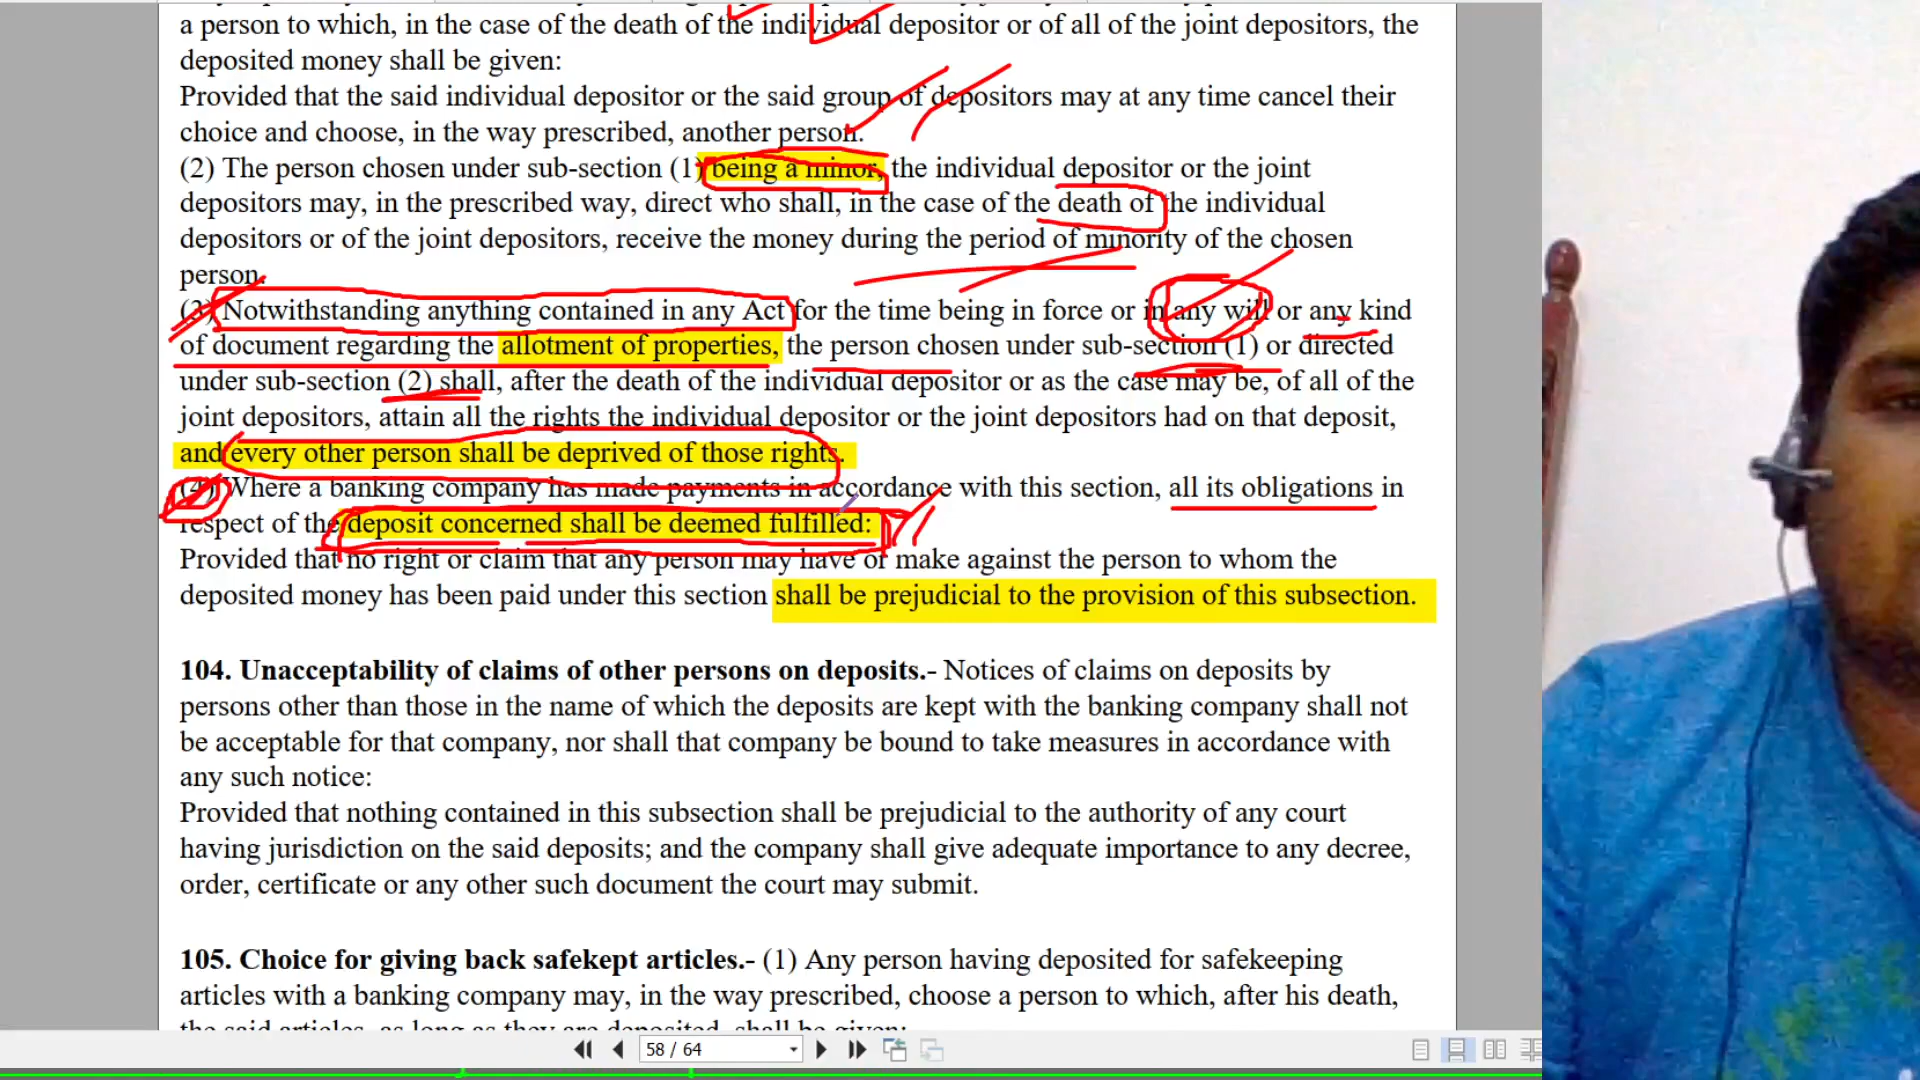 a person to which, in the case of the death of the individual depositor or of all of the joint depositors, the
deposited money shall be given:
Provided that the said individual depositor or the said group of depositors may at any time cancel their
choice and choose, in the way prescribed, another person.
(2) The person chosen under sub-section (1) being a minor, the individual depositor or the joint
depositors may, in the prescribed way, direct who shall, in the case of the death of the individual
depositors or of the joint depositors, receive the money during the period of minority of the chosen
person.
(3) Notwithstanding anything contained in any Act for the time being in force or in any will or any kind
of document regarding the allotment of properties, the person chosen under sub-section (1) or directed
under sub-section (2) shall, after the death of the individual depositor or as the case may be, of all of the
joint depositors, attain all the rights the individual depositor or the joint depositors had on that deposit,
and every other person shall be deprived of those rights.
(4) Where a banking company has made payments in accordance with this section, all its obligations in
respect of the deposit concerned shall be deemed fulfilled:
Provided that no right or claim that any person may have or make against the person to whom the
deposited money has been paid under this section shall be prejudicial to the provision of this subsection.
104. Unacceptability of claims of other persons on deposits.- Notices of claims on deposits by
persons other than those in the name of which the deposits are kept with the banking company shall not
be acceptable for that company, nor shall that company be bound to take measures in accordance with
any such notice:
Provided that nothing contained in this subsection shall be prejudicial to the authority of any court
having jurisdiction on the said deposits; and the company shall give adequate importance to any decree,
order, certificate or any other such document the court may submit.
105. Choice for giving back safekept articles.- (1) Any person having deposited for safekeeping
articles with a banking company may, in the way prescribed, choose a person to which, after his death,
the said articles, as long as they are deposited, shall be given:
58 / 64